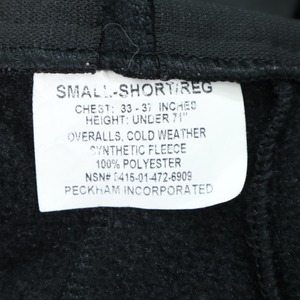 SMALL-SHORT/REG
CHEST: 33-37 INCHES
HEIGHT: UNDER 71"
OVERALLS, COLD WEATHER
SYNTHETIC FLEECE
100% POLYESTER
NSN# 8415-01-472-6909
PECKHAM INCORPORATED